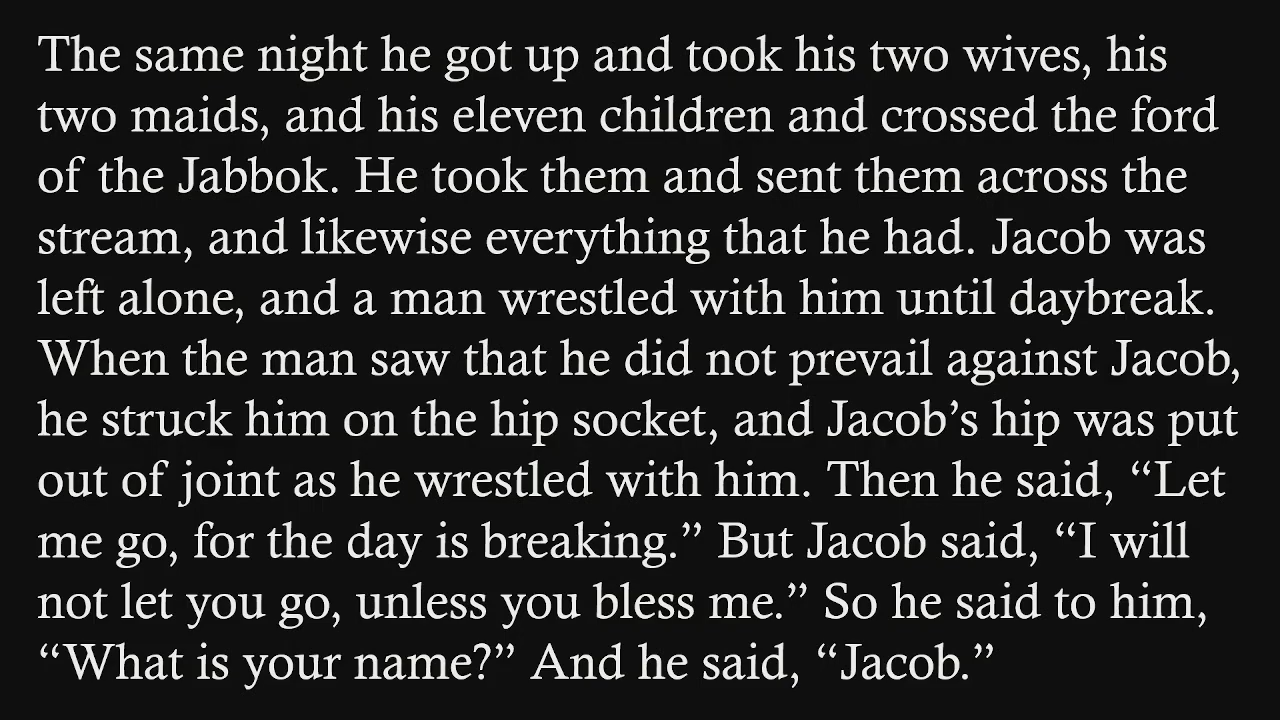 The same night he got up and took his two wives, his
two maids, and his eleven children and crossed the ford
of the Jabbok. He took them and sent them across the
stream, and likewise everything that he had. Jacob was
left alone, and a man wrestled with him until daybreak.
When the man saw that he did not prevail against Jacob,
he struck him on the hip socket, and Jacob’s hip was put
out of joint as he wrestled with him. Then he said, “Let
me go, for the day is breaking.” But Jacob said, “I will
not let you go, unless you bless me.” So he said to him,
“What is your name?” And he said, “Jacob.”